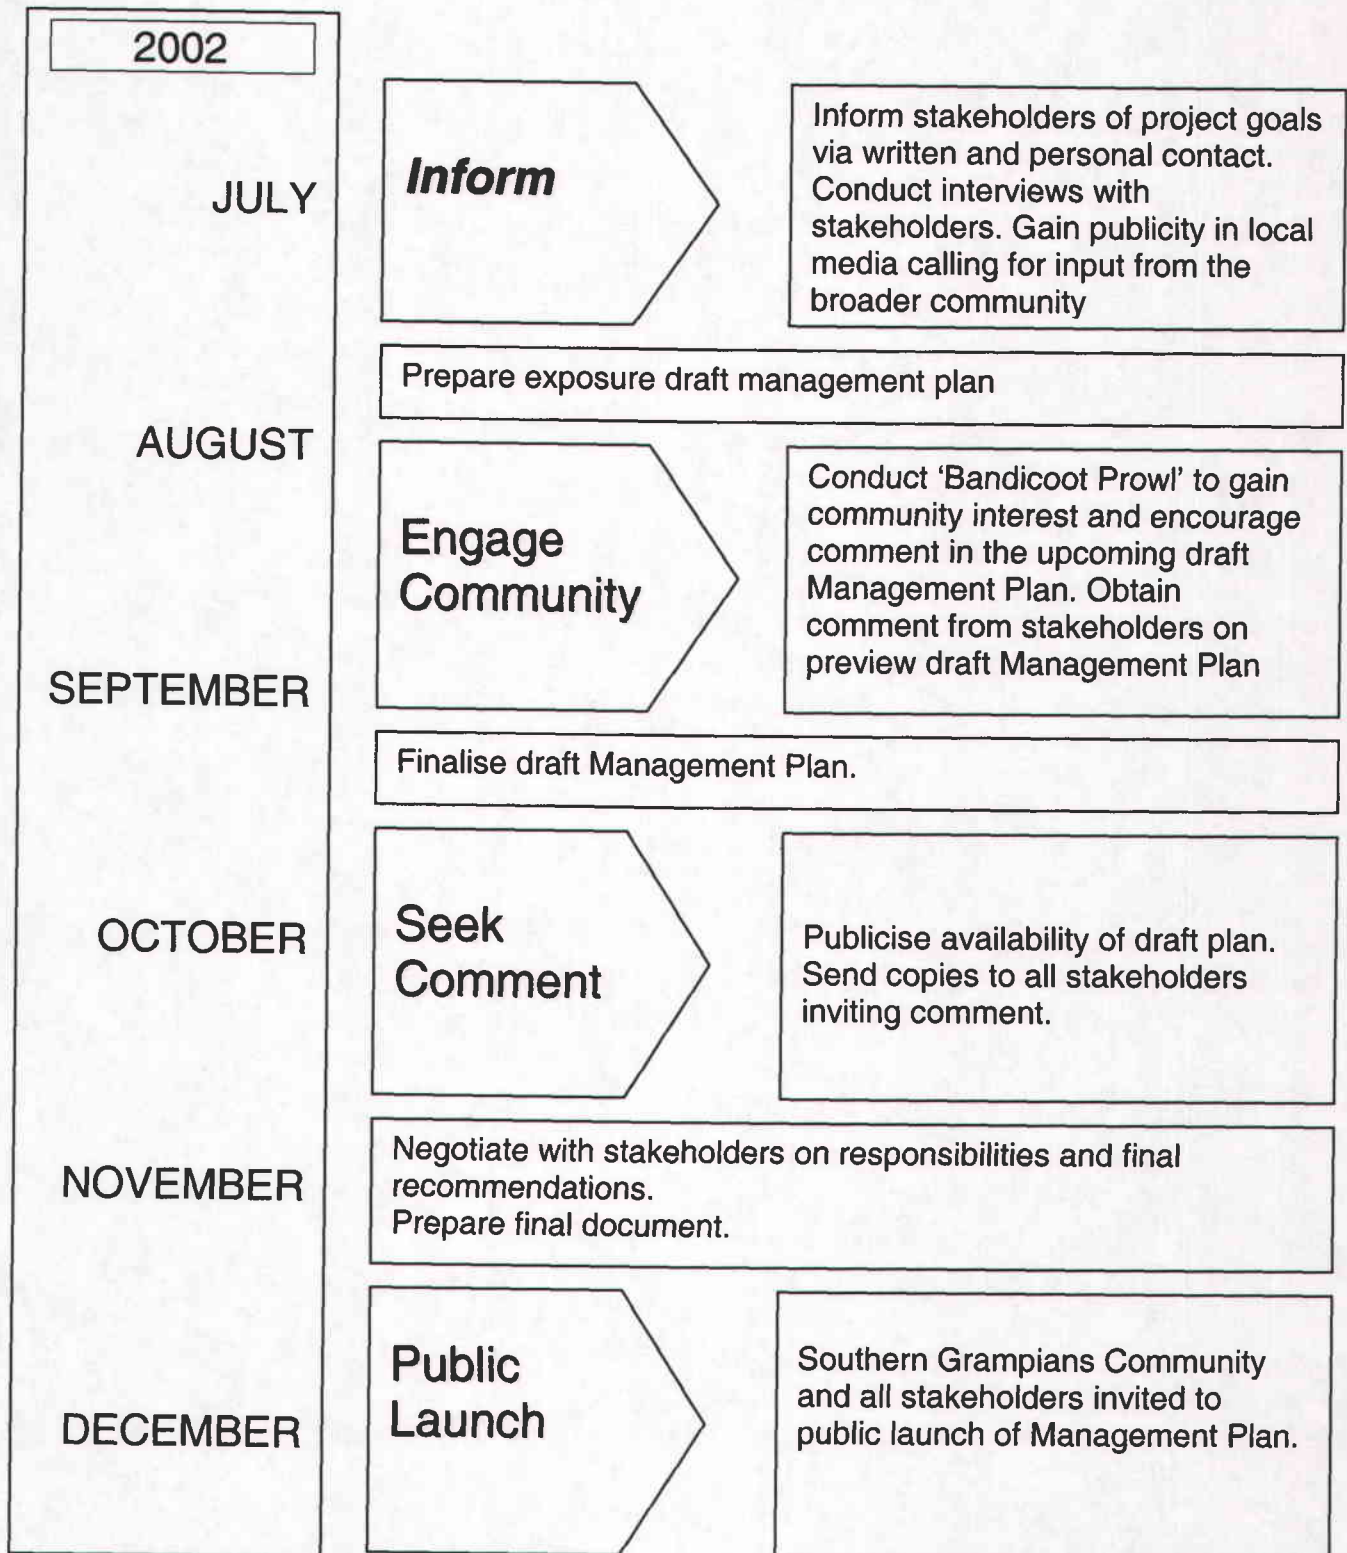 2002
JULY
Inform
Inform stakeholders of project goals
via written and personal contact.
Conduct interviews with
stakeholders. Gain publicity in local
media calling for input from the
broader community
Prepare exposure draft management plan
AUGUST
Engage
Community
Conduct ‘Bandicoot Prowl’ to gain
community interest and encourage
comment in the upcoming draft
Management Plan. Obtain
comment from stakeholders on
preview draft Management Plan
SEPTEMBER
Finalise draft Management Plan.
OCTOBER
Seek
Comment
Publicise availability of draft plan.
Send copies to all stakeholders
inviting comment.
NOVEMBER
Negotiate with stakeholders on responsibilities and final
recommendations.
Prepare final document.
DECEMBER
Public
Launch
Southern Grampians Community
and all stakeholders invited to
public launch of Management Plan.